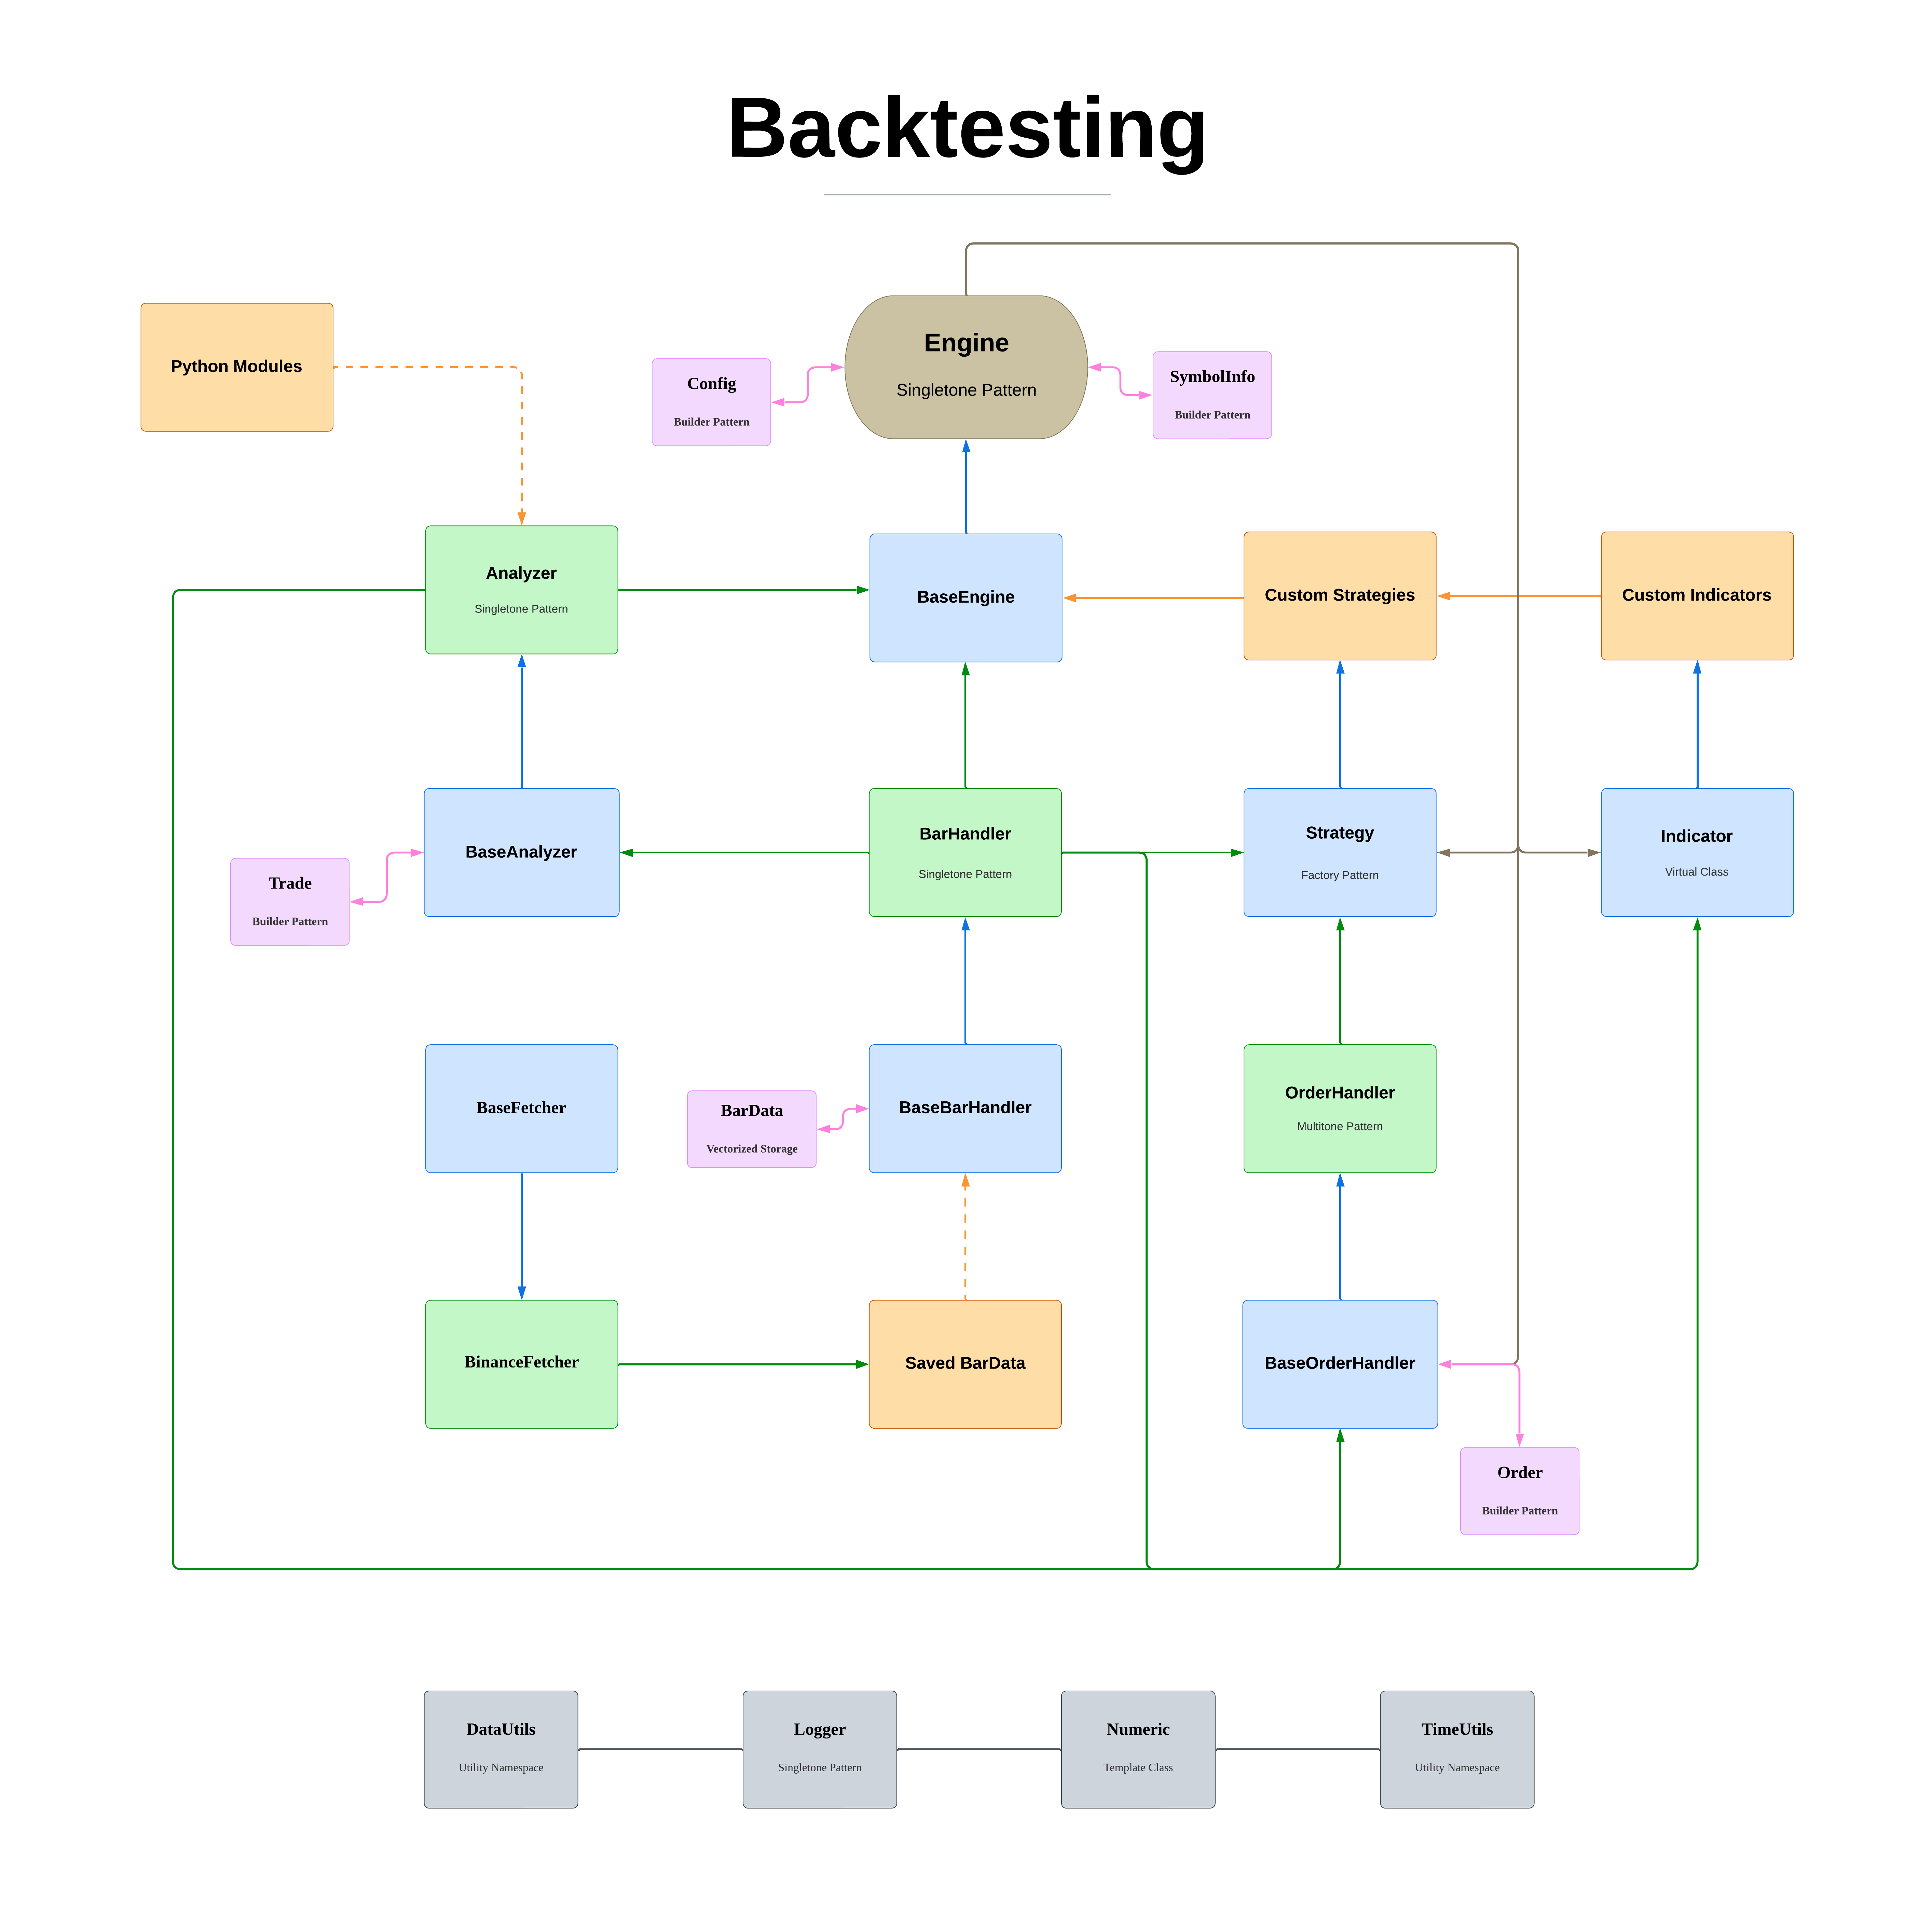 Backtesting
Python Modules
Engine
Singletone Pattern
Config
Builder Pattern
SymbolInfo
Builder Pattern
Analyzer
Singletone Pattern
BaseEngine
Custom Strategies
Custom Indicators
BaseAnalyzer
BarHandler
Singletone Pattern
Strategy
Factory Pattern
Indicator
Virtual Class
Trade
Builder Pattern
BaseFetcher
BarData
Vectorized Storage
BaseBarHandler
OrderHandler
Multitone Pattern
BinanceFetcher
Saved BarData
BaseOrderHandler
Order
Builder Pattern
DataUtils
Utility Namespace
Logger
Singletone Pattern
Numeric
Template Class
TimeUtils
Utility Namespace